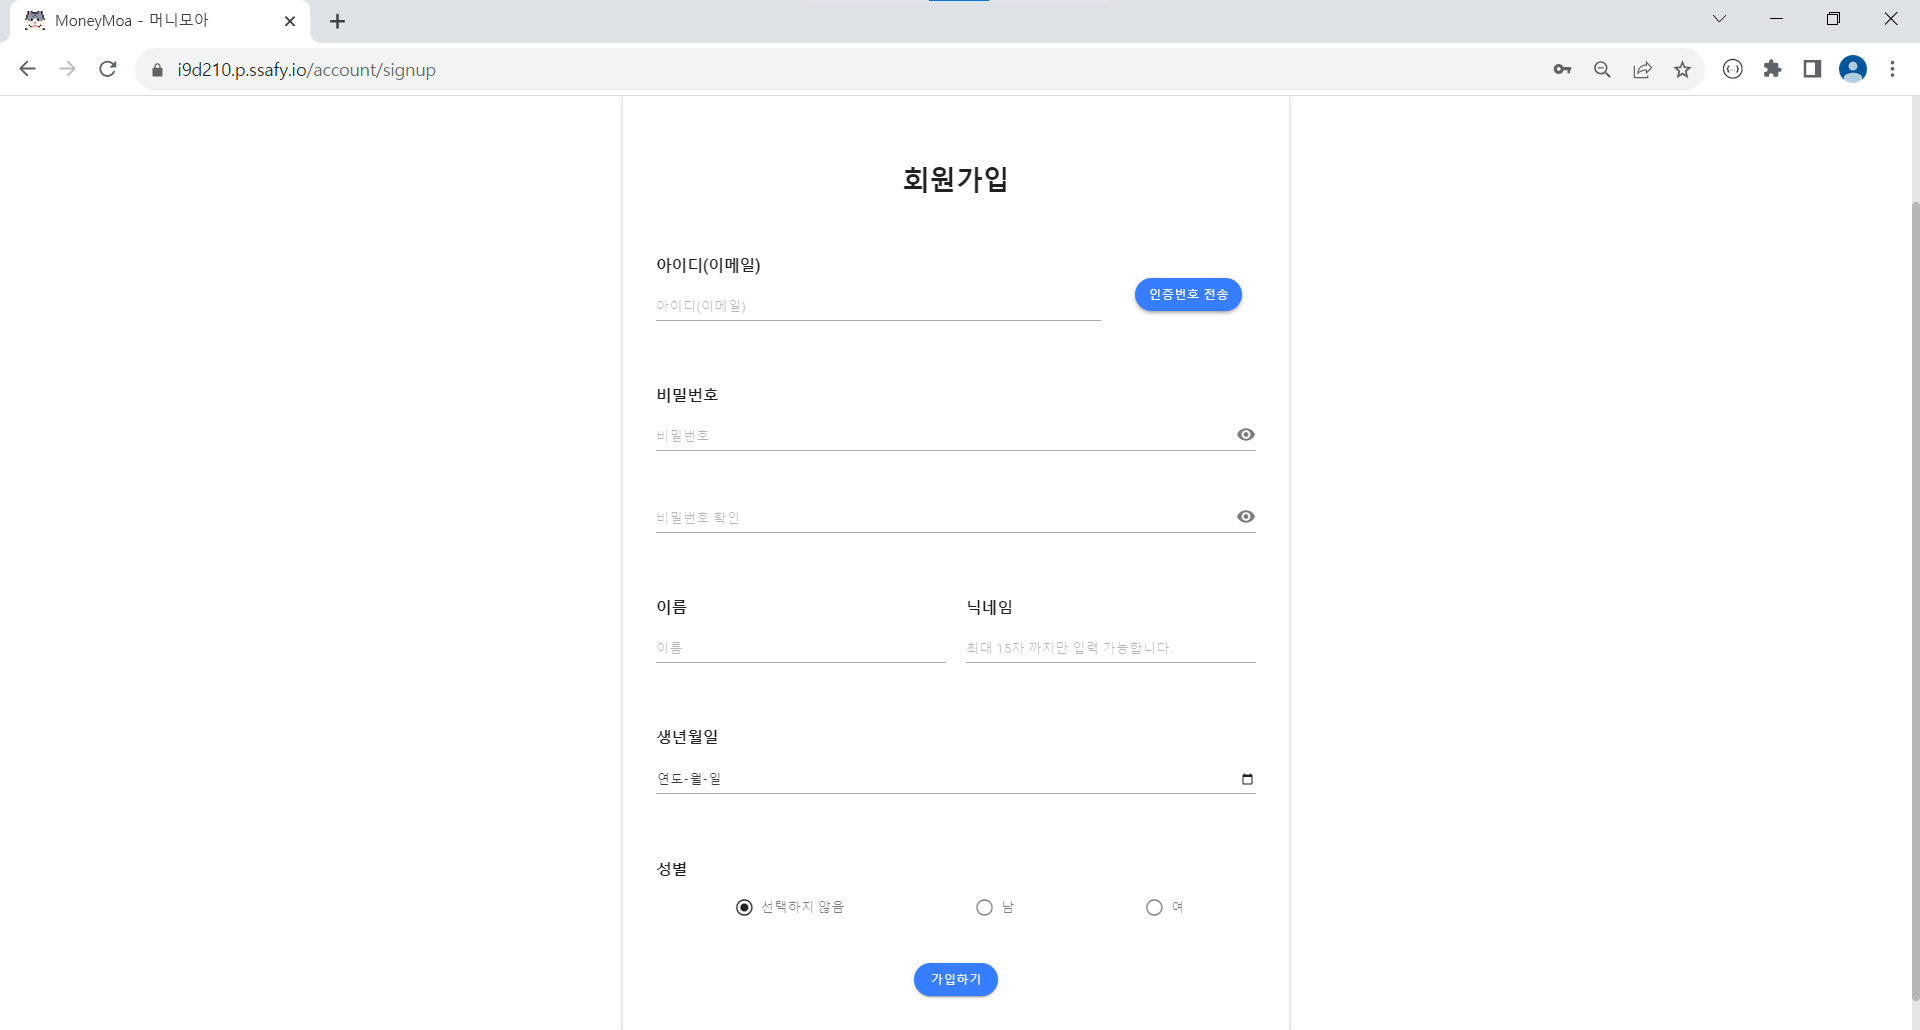 MoneyMoa - 머니모아
i9d210.p.ssafy.io/account/signup
회원가입
아이디(이메일)
아이디(이메일)
인증번호 전송
비밀번호
비밀번호
비밀번호 확인
이름
닉네임
이름
최대 15자 까지만 입력 가능합니다.
생년월일
연도-월-일
성별
선택하지 않음
남
여
가입하기